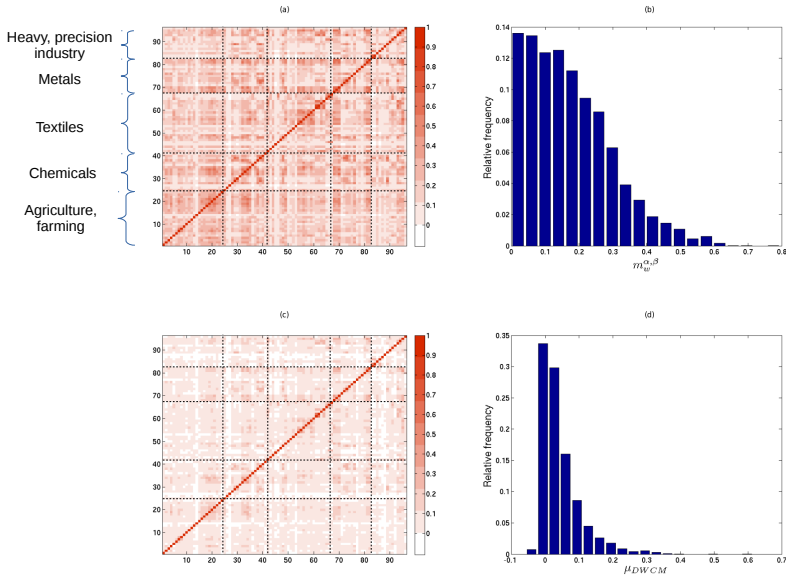 (a)
Heavy, precision
industry
Metals
Textiles
Chemicals
Agriculture,
farming
90
80
70
60
50
40
30
20
10
10 20 30 40 50 60 70 80 90
1
0.9
0.8
0.7
0.6
0.5
0.4
0.3
0.2
0.1
0
(b)
Relative frequency
0.14
0.12
0.1
0.08
0.06
0.04
0.02
0
0 0.1 0.2 0.3 0.4 0.5 0.6 0.7 0.8
m_w^{α,β}
(c)
90
80
70
60
50
40
30
20
10
10 20 30 40 50 60 70 80 90
1
0.9
0.8
0.7
0.6
0.5
0.4
0.3
0.2
0.1
0
(d)
Relative frequency
0.35
0.3
0.25
0.2
0.15
0.1
0.05
0
-0.1 0 0.1 0.2 0.3 0.4 0.5 0.6 0.7
μ_{DWCM}